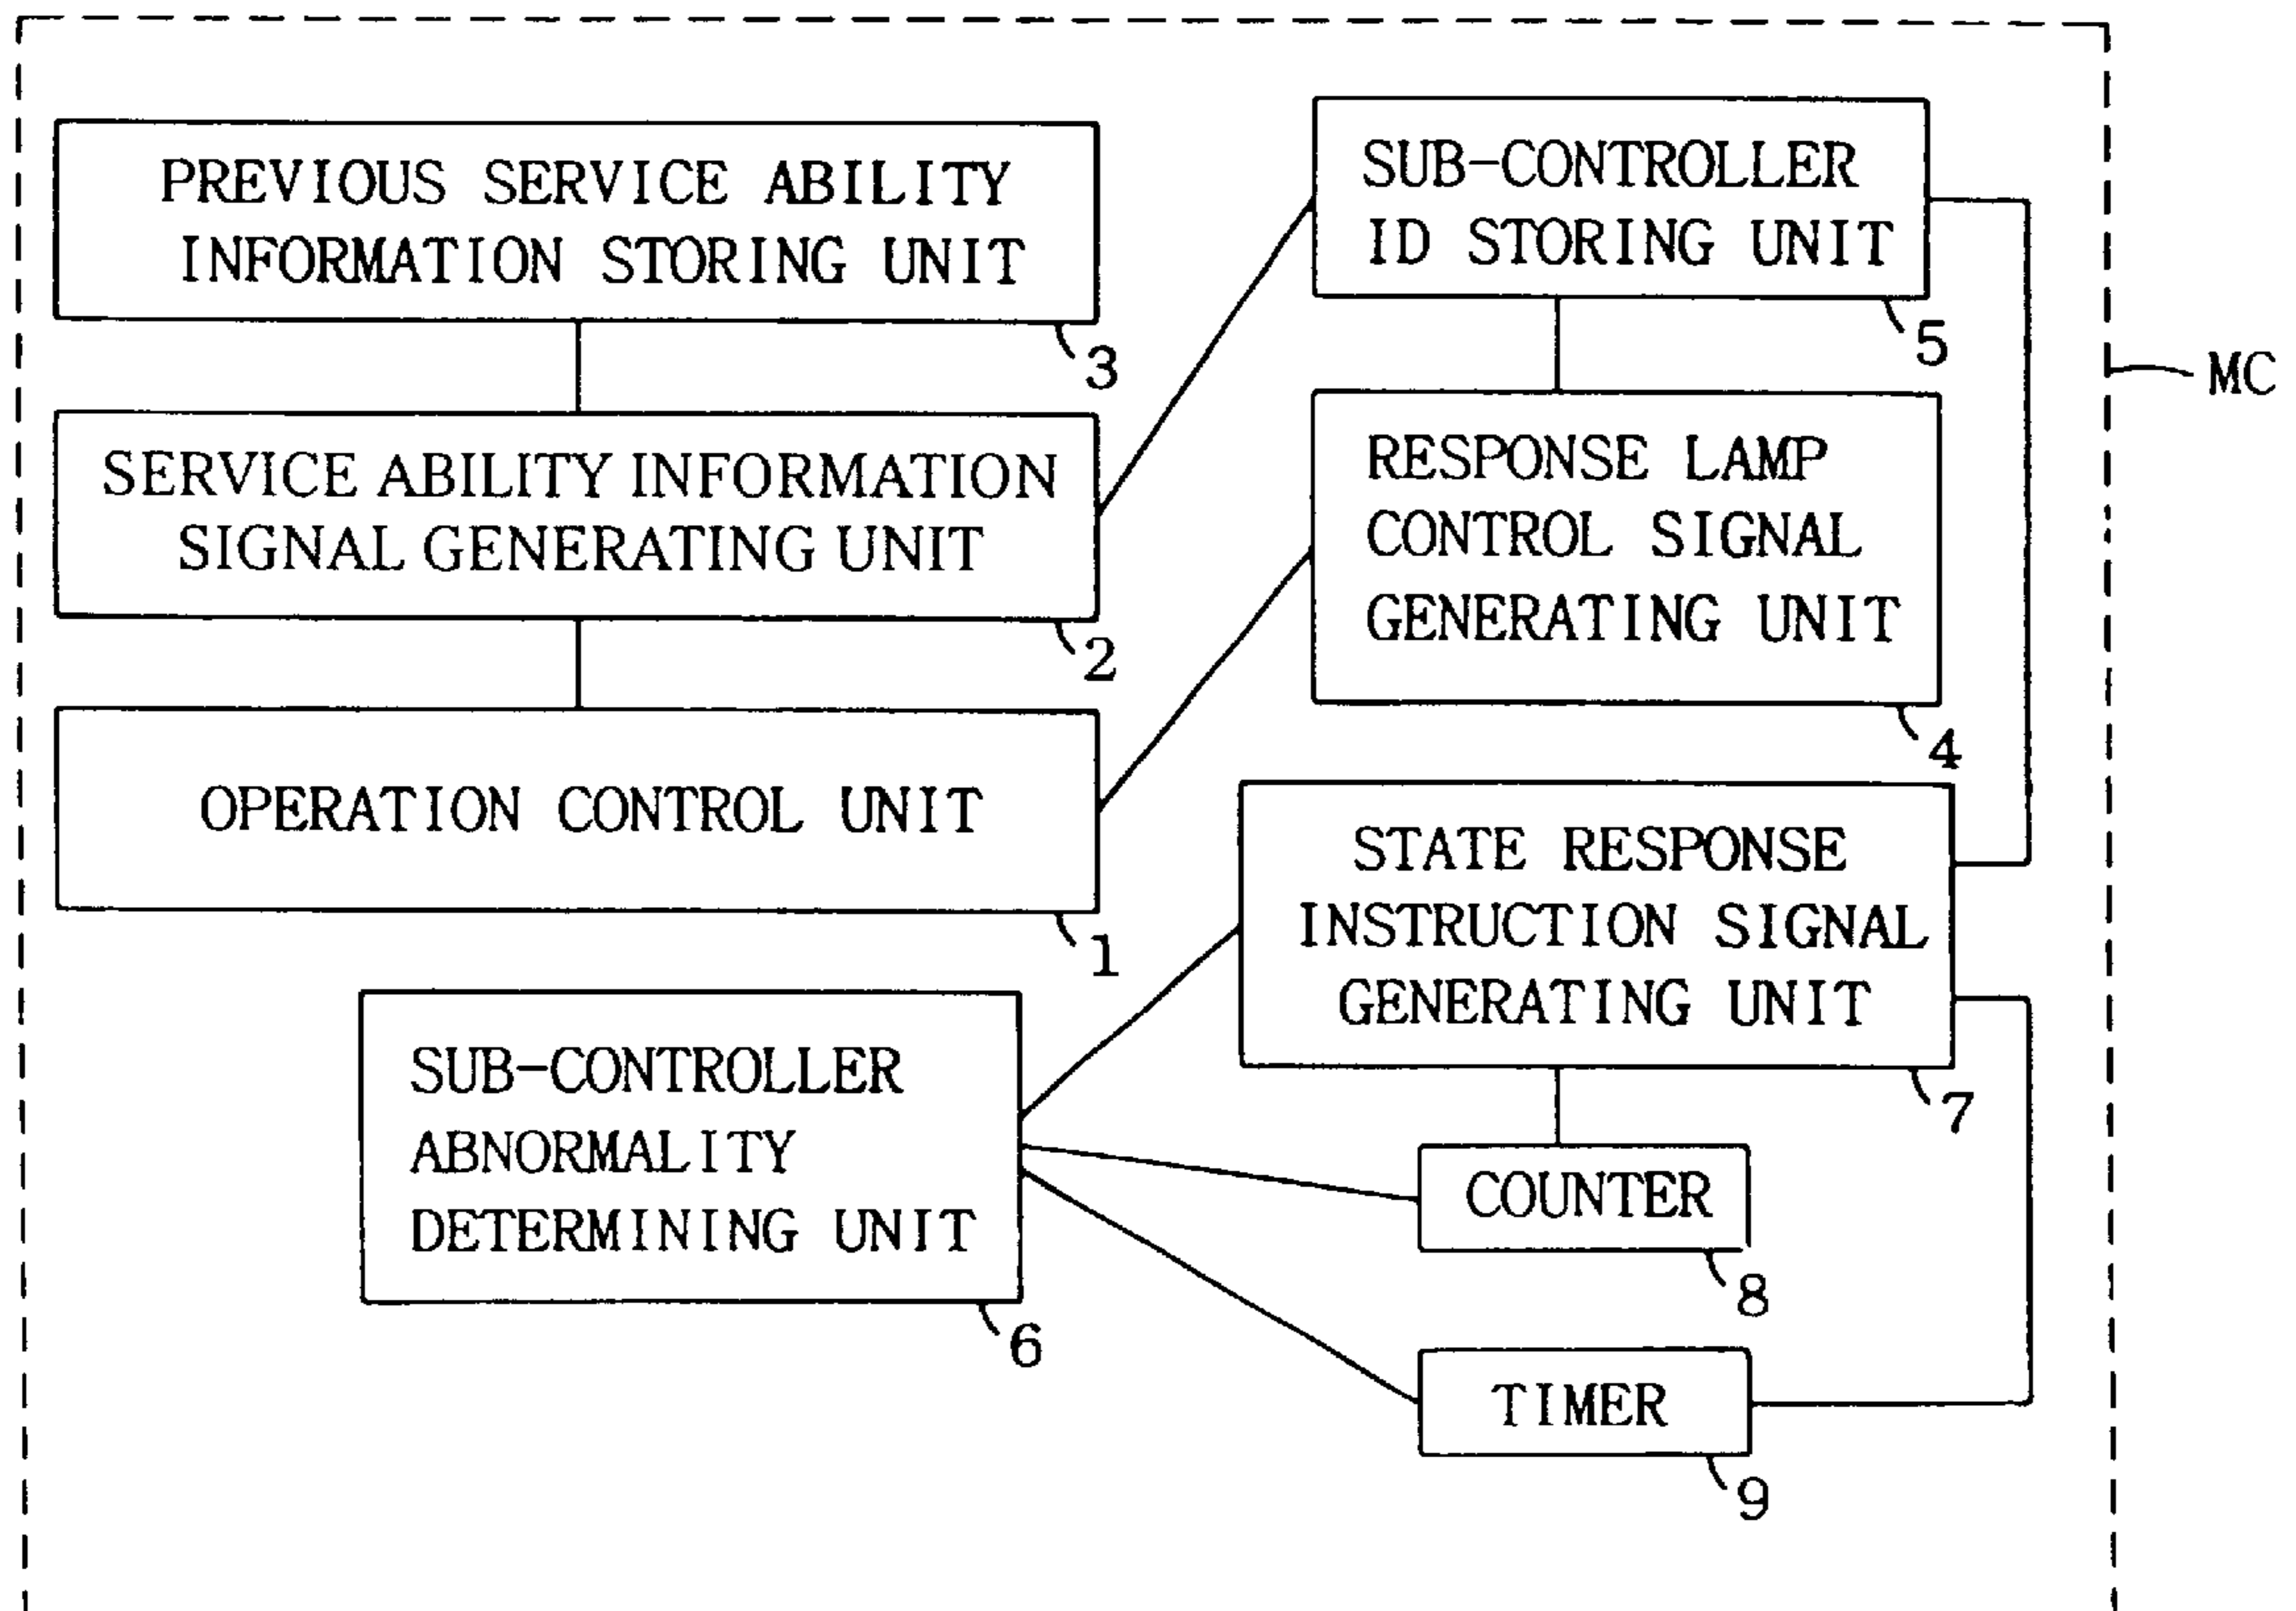 PREVIOUS SERVICE ABILITY
INFORMATION STORING UNIT
3
SERVICE ABILITY INFORMATION
SIGNAL GENERATING UNIT
2
OPERATION CONTROL UNIT
1
SUB-CONTROLLER
ID STORING UNIT
5
MC
RESPONSE LAMP
CONTROL SIGNAL
GENERATING UNIT
4
STATE RESPONSE
INSTRUCTION SIGNAL
GENERATING UNIT
7
SUB-CONTROLLER
ABNORMALITY
DETERMINING UNIT
6
COUNTER
8
TIMER
9